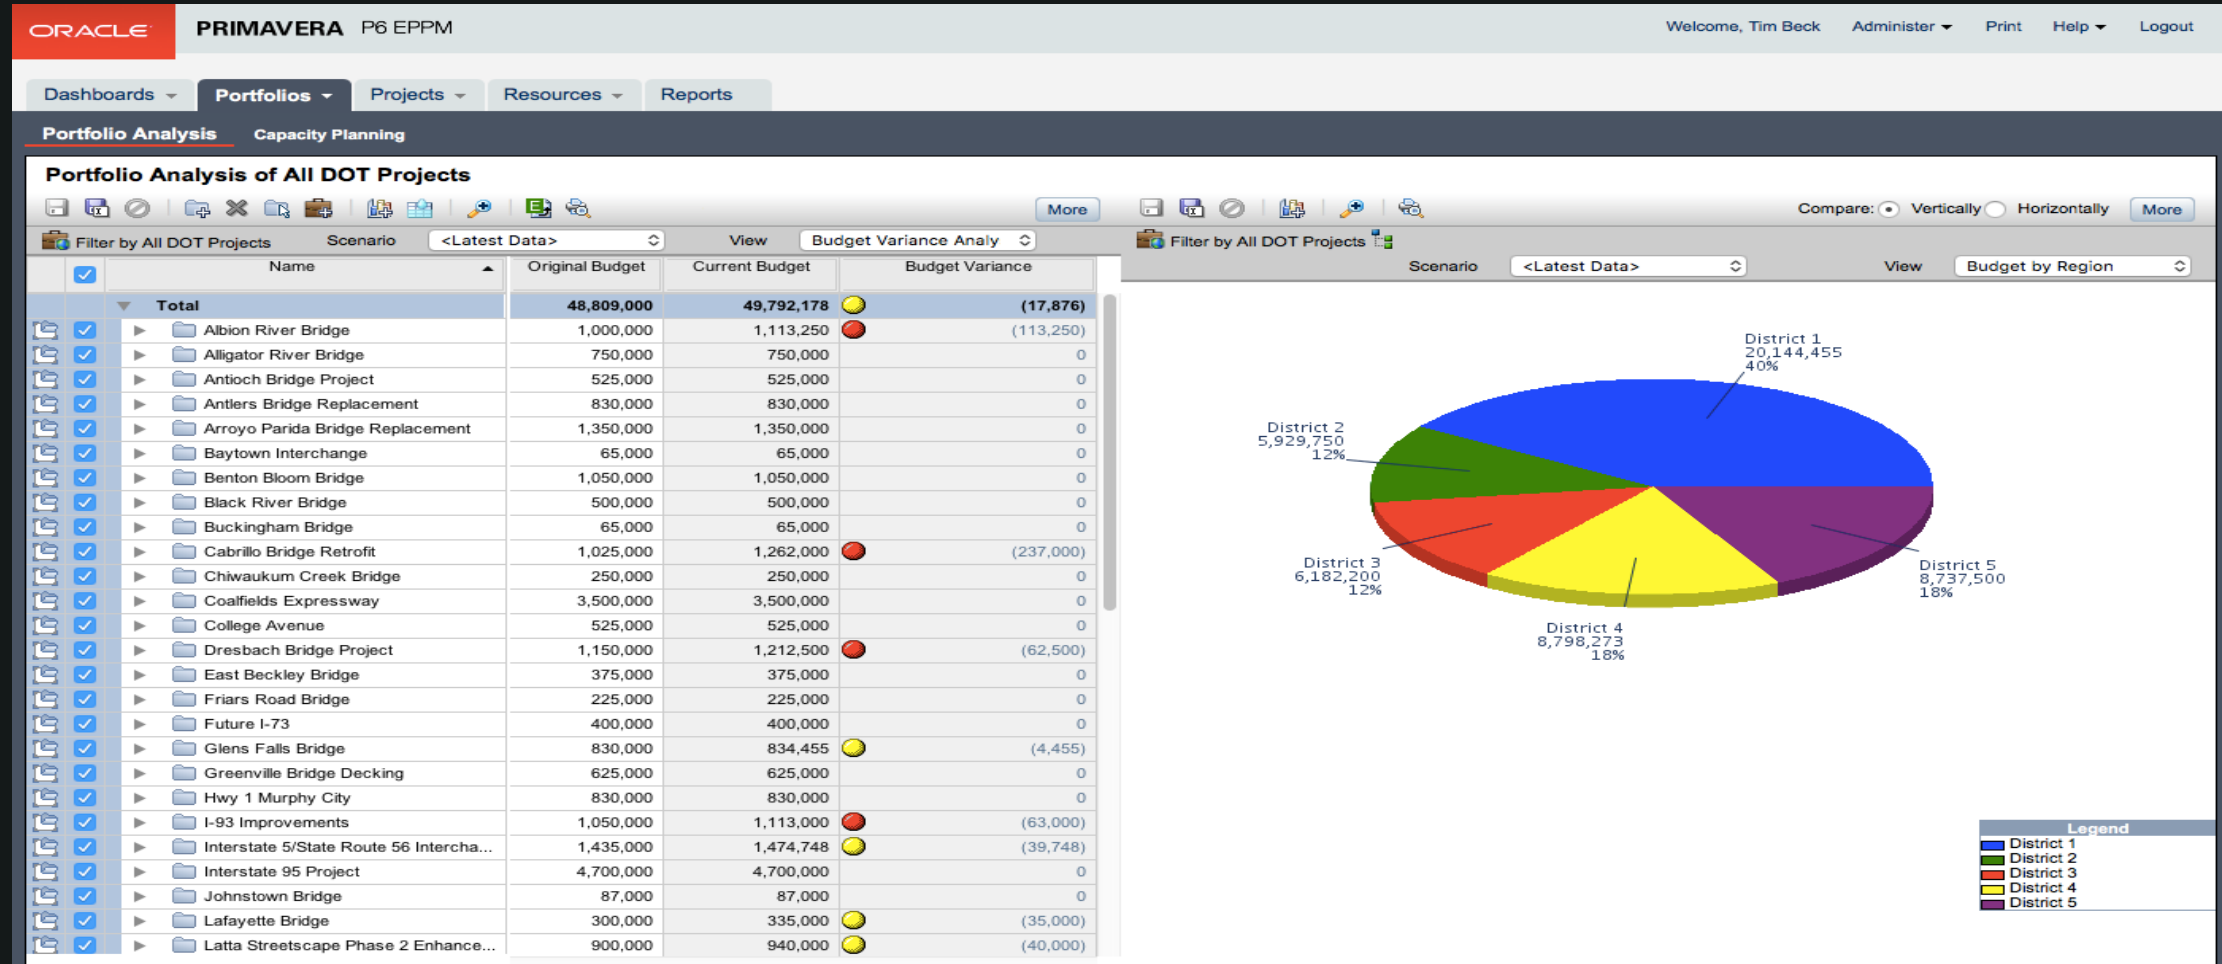 ORACLE PRIMAVERA P6 EPPM Welcome, Tim Beck Administer Print Help Logout
Dashboards Portfolios Projects Resources Reports
Portfolio Analysis Capacity Planning
Portfolio Analysis of All DOT Projects
More
Filter by All DOT Projects Scenario <Latest Data> View Budget Variance Analy
Name Original Budget Current Budget Budget Variance
Total 48,809,000 49,792,178 (17,876)
Albion River Bridge 1,000,000 1,113,250 (113,250)
Alligator River Bridge 750,000 750,000 0
Antioch Bridge Project 525,000 525,000 0
Antlers Bridge Replacement 830,000 830,000 0
Arroyo Parida Bridge Replacement 1,350,000 1,350,000 0
Baytown Interchange 65,000 65,000 0
Benton Bloom Bridge 1,050,000 1,050,000 0
Black River Bridge 500,000 500,000 0
Buckingham Bridge 65,000 65,000 0
Cabrillo Bridge Retrofit 1,025,000 1,262,000 (237,000)
Chiwaukum Creek Bridge 250,000 250,000 0
Coalfields Expressway 3,500,000 3,500,000 0
College Avenue 525,000 525,000 0
Dresbach Bridge Project 1,150,000 1,212,500 (62,500)
East Beckley Bridge 375,000 375,000 0
Friars Road Bridge 225,000 225,000 0
Future I-73 400,000 400,000 0
Glens Falls Bridge 830,000 834,455 (4,455)
Greenville Bridge Decking 625,000 625,000 0
Hwy 1 Murphy City 830,000 830,000 0
I-93 Improvements 1,050,000 1,113,000 (63,000)
Interstate 5/State Route 56 Intercha... 1,435,000 1,474,748 (39,748)
Interstate 95 Project 4,700,000 4,700,000 0
Johnstown Bridge 87,000 87,000 0
Lafayette Bridge 300,000 335,000 (35,000)
Latta Streetscape Phase 2 Enhance... 900,000 940,000 (40,000)
Compare: Vertically Horizontally More
Filter by All DOT Projects
Scenario <Latest Data> View Budget by Region
District 1
20,144,455
40%
District 2
5,929,750
12%
District 3
6,182,200
12%
District 4
8,798,273
18%
District 5
8,737,500
18%
Legend
District 1
District 2
District 3
District 4
District 5